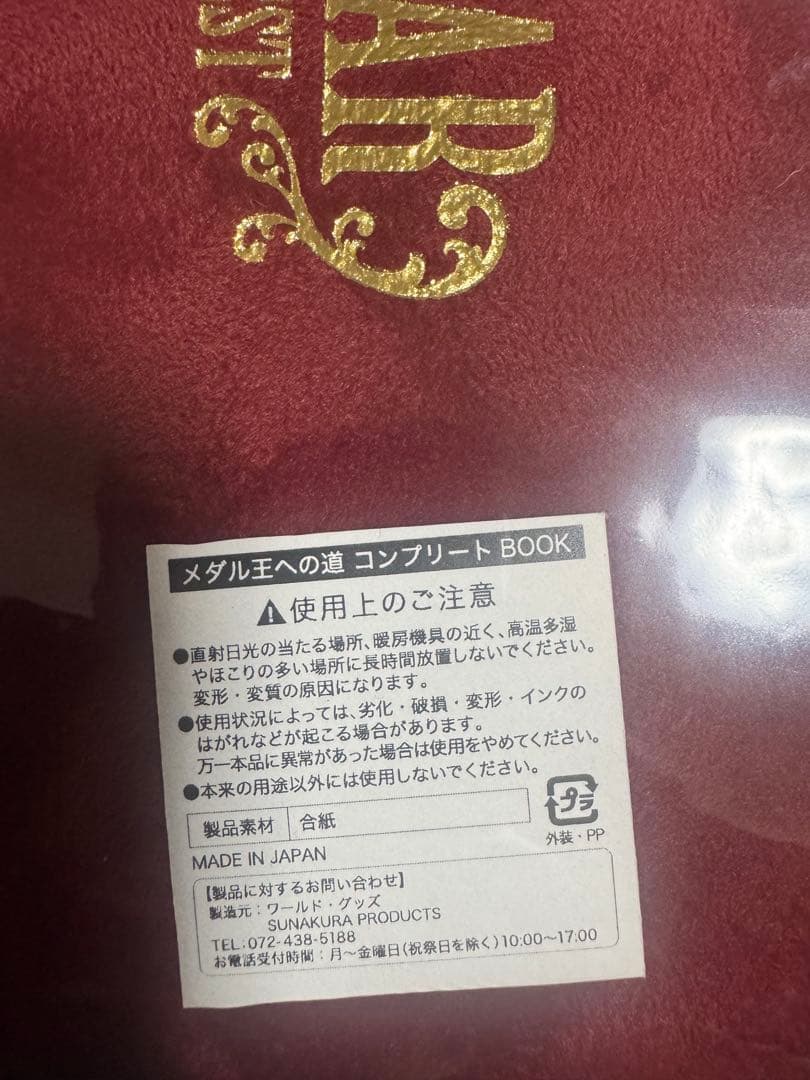 ST
AR
メダル王への道 コンプリート BOOK
⚠使用上のご注意
●直射日光の当たる場所、暖房機具の近く、高温多湿
やほこりの多い場所に長時間放置しないでください。
変形・変質の原因になります。
●使用状況によっては、劣化・破損・変形・インクの
はがれなどが起こる場合があります。
万一本品に異常があった場合は使用をやめてください。
●本来の用途以外には使用しないでください。
製品素材 合紙
プラ
外装・PP
MADE IN JAPAN
【製品に対するお問い合わせ】
製造元:ワールド・グッズ
SUNAKURA PRODUCTS
TEL:072-438-5188
お電話受付時間:月～金曜日(祝祭日を除く)10:00～17:00